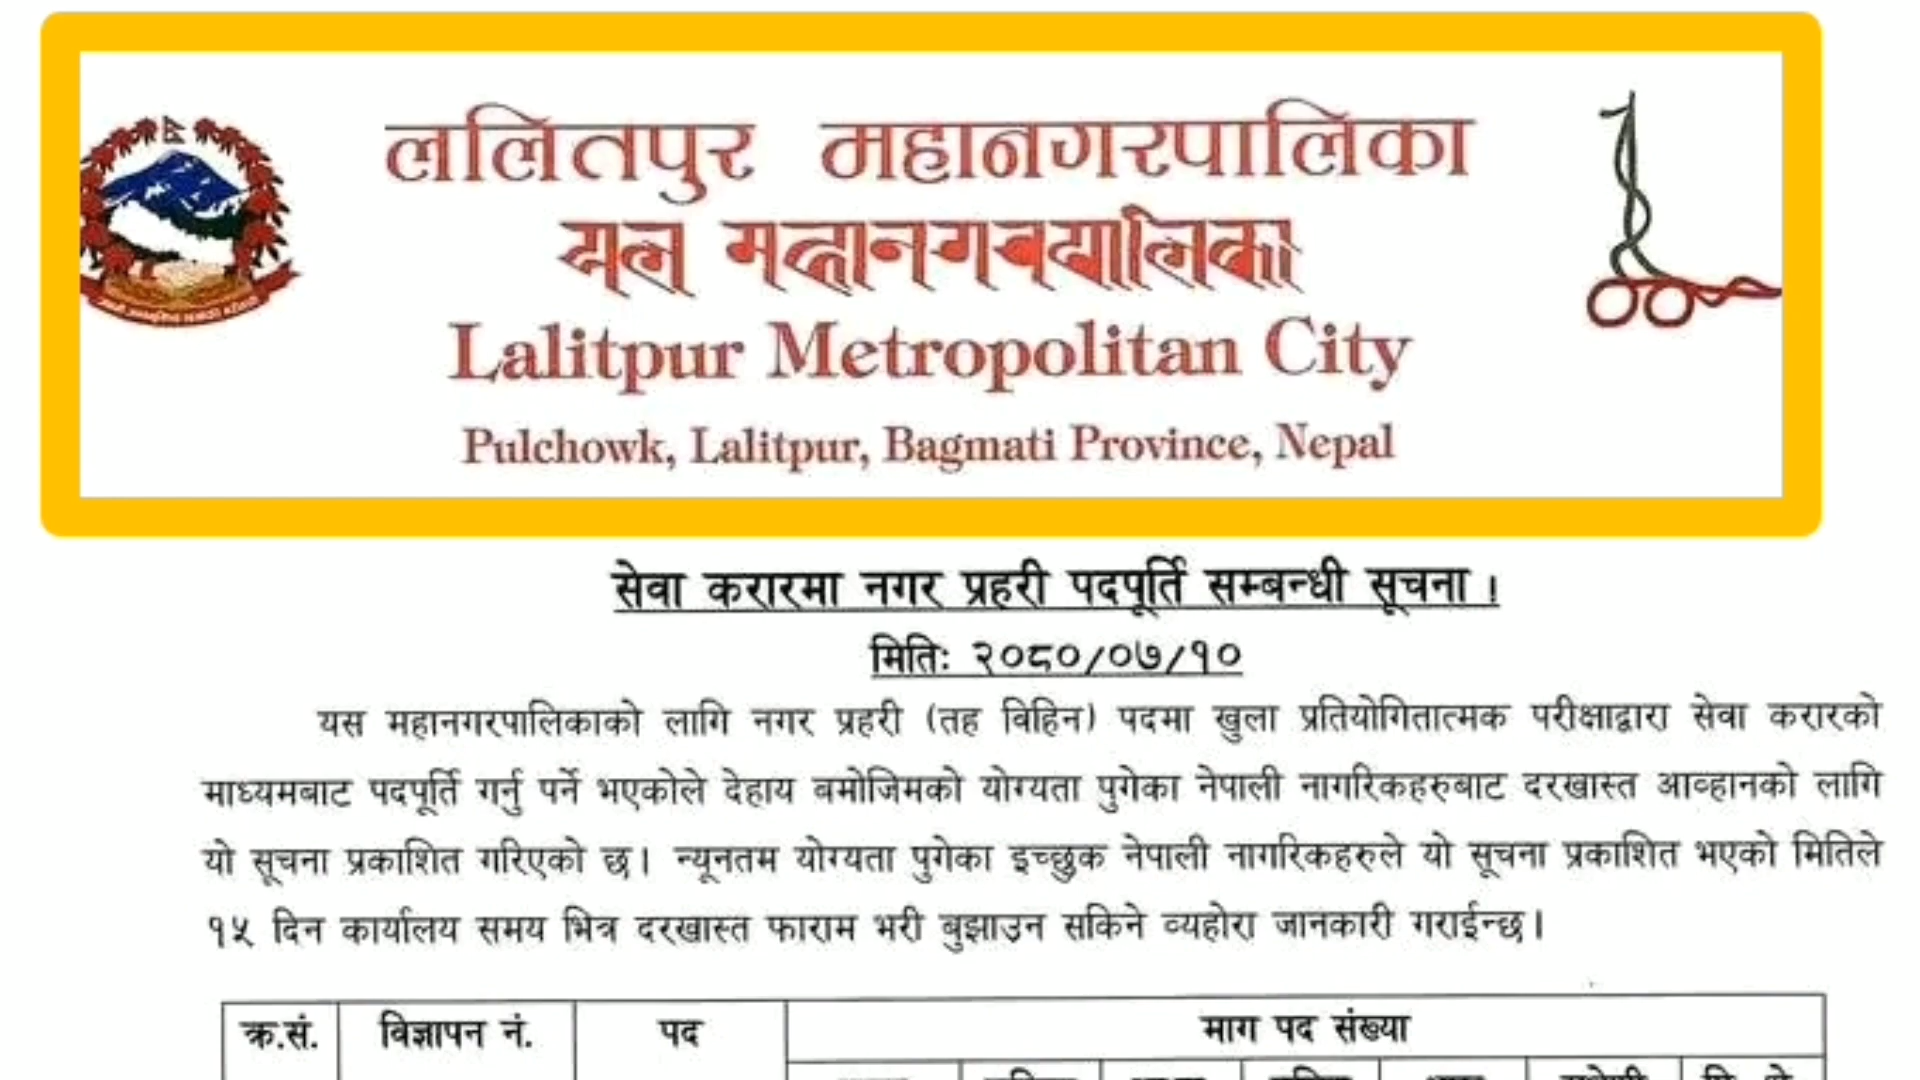 ललितपुर महानगरपालिका
Lalitpur Metropolitan City
Pulchowk, Lalitpur, Bagmati Province, Nepal
सेवा करारमा नगर प्रहरी पदपूर्ति सम्बन्धी सूचना ।
मितिः २०८०/०७/१०
यस महानगरपालिकाको लागि नगर प्रहरी (तह विहिन) पदमा खुला प्रतियोगितात्मक परीक्षाद्वारा सेवा करारको
माध्यमबाट पदपूर्ति गर्नु पर्ने भएकोले देहाय बमोजिमको योग्यता पुगेका नेपाली नागरिकहरुबाट दरखास्त आव्हानको लागि
यो सूचना प्रकाशित गरिएको छ। न्यूनतम योग्यता पुगेका इच्छुक नेपाली नागरिकहरुले यो सूचना प्रकाशित भएको मितिले
१५ दिन कार्यालय समय भित्र दरखास्त फाराम भरी बुझाउन सकिने व्यहोरा जानकारी गराईन्छ।
क्र.सं. विज्ञापन नं. पद माग पद संख्या